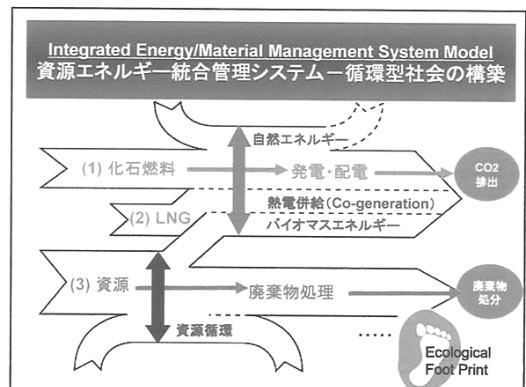 Integrated Energy/Material Management System Model
資源エネルギー統合管理システムー循環型社会の構築
自然エネルギー
(1) 化石燃料
発電・配電
CO2
排出
熱電併給(Co-generation)
(2) LNG
バイオマスエネルギー
(3) 資源
廃棄物処理
廃棄物
処分
資源循環
.....
Ecological
Foot Print